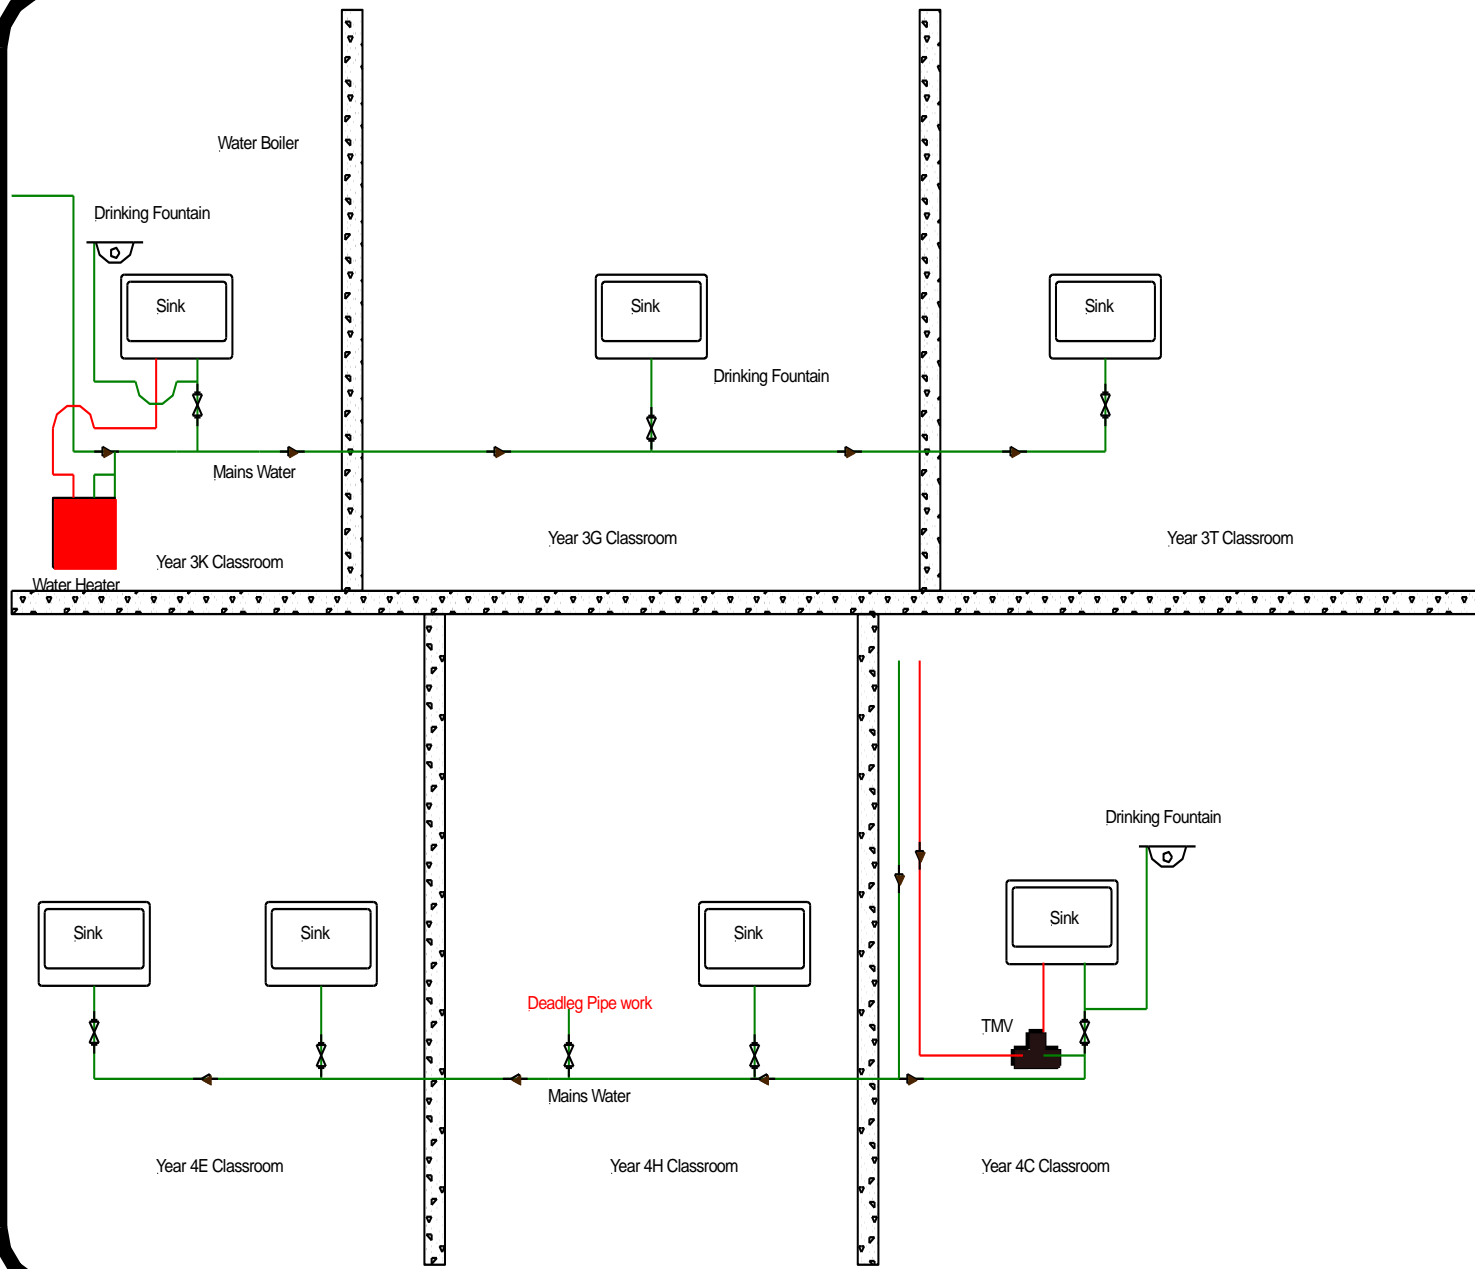 Water Boiler
Drinking Fountain
Sink
Sink
Sink
Drinking Fountain
Mains Water
Year 3G Classroom
Year 3T Classroom
Year 3K Classroom
Water Heater
Drinking Fountain
Sink
Sink
Sink
Sink
Deadleg Pipe work
TMV
Mains Water
Year 4E Classroom
Year 4H Classroom
Year 4C Classroom